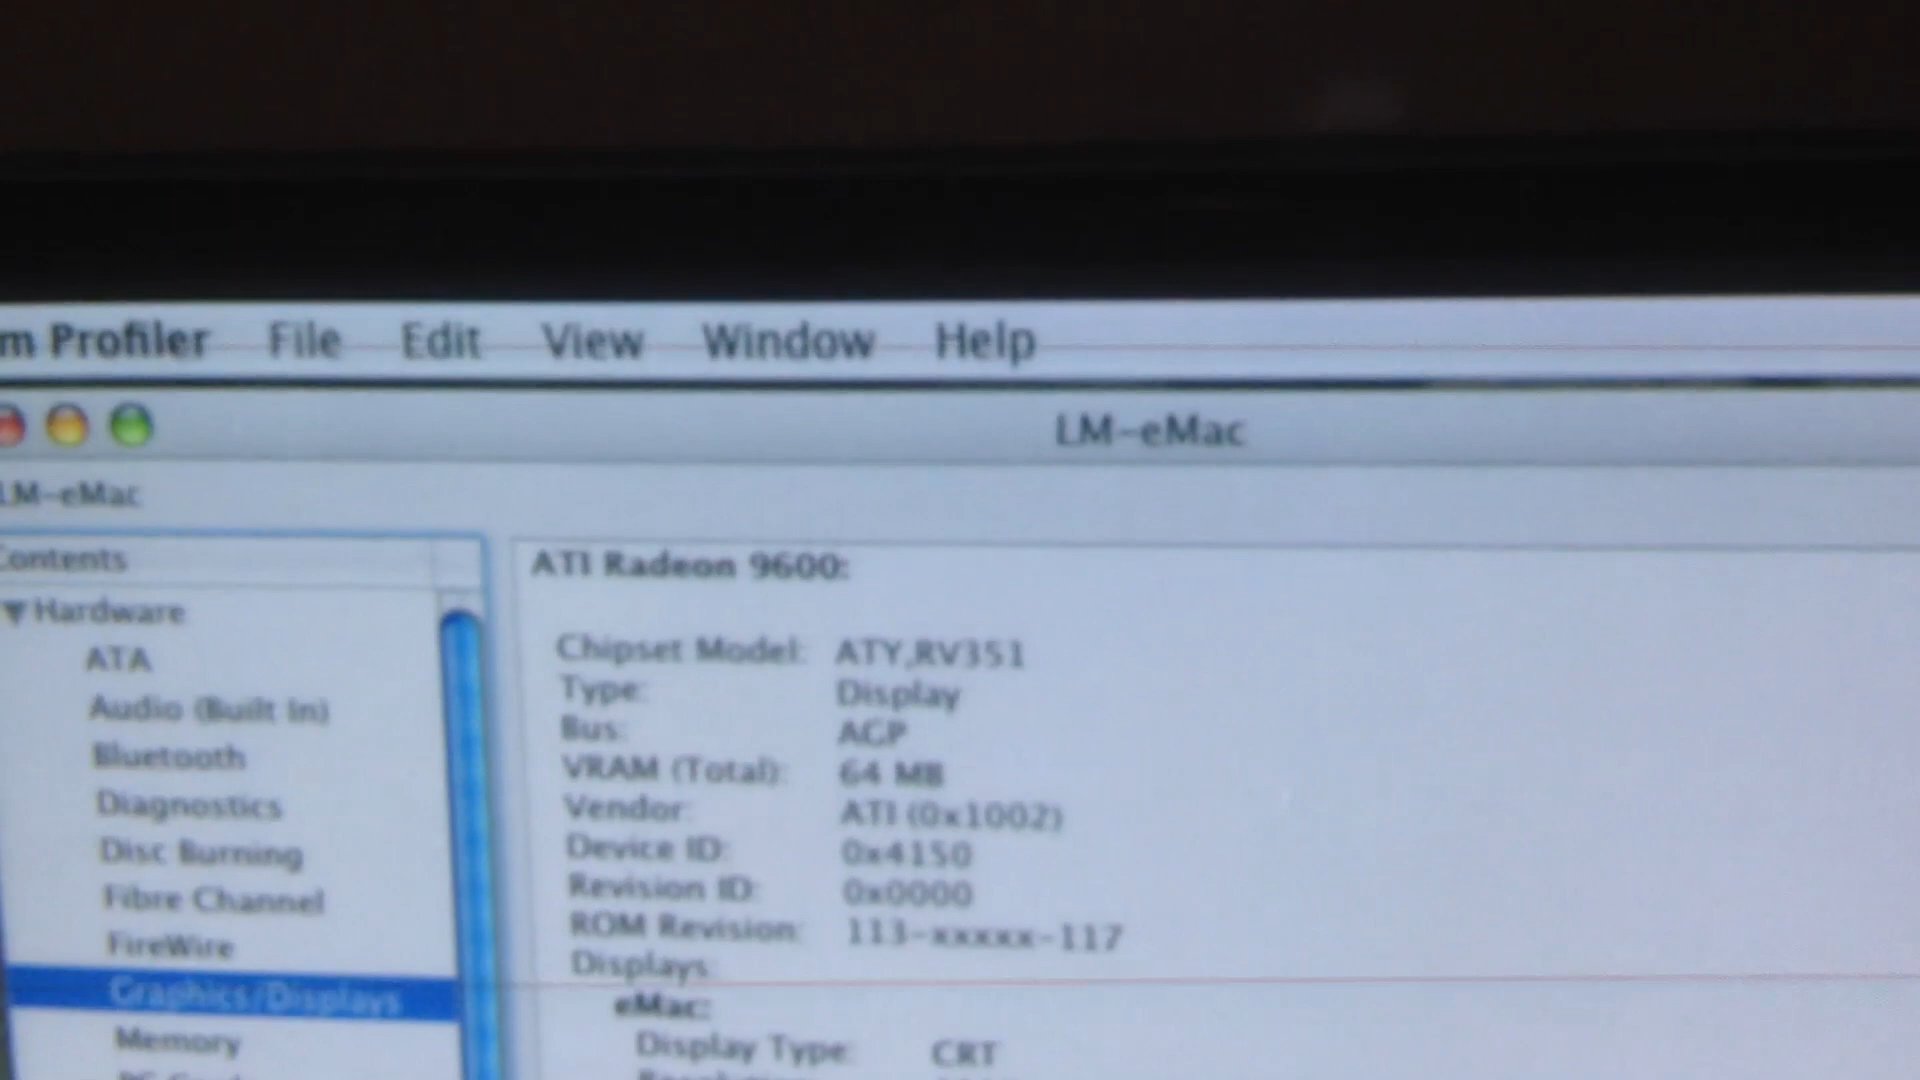 m Profiler File Edit View Window Help
LM-eMac
LM-eMac
Contents
Hardware
ATA
Audio (Built In)
Bluetooth
Diagnostics
Disc Burning
Fibre Channel
FireWire
Graphics/Displays
Memory
ATI Radeon 9600:
Chipset Model: ATY,RV351
Type: Display
Bus: AGP
VRAM (Total): 64 MB
Vendor: ATI (0x1002)
Device ID: 0x4150
Revision ID: 0x0000
ROM Revision: 113-xxxxx-117
Displays:
eMac:
Display Type: CRT